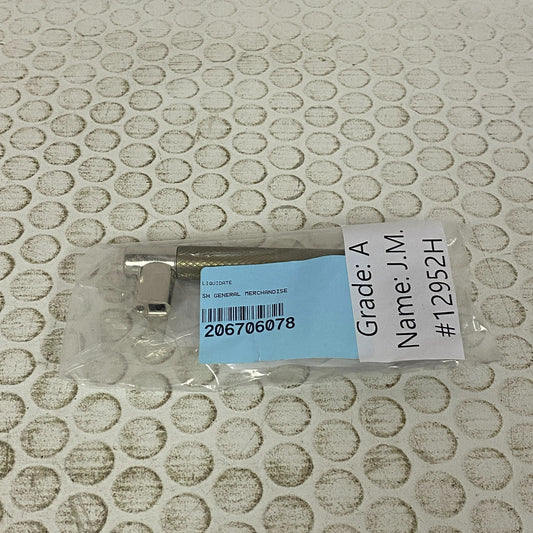 LIQUIDATE
SW GENERAL MERCHANDISE
206706078
Grade: A
Name: J.M.
#12952H